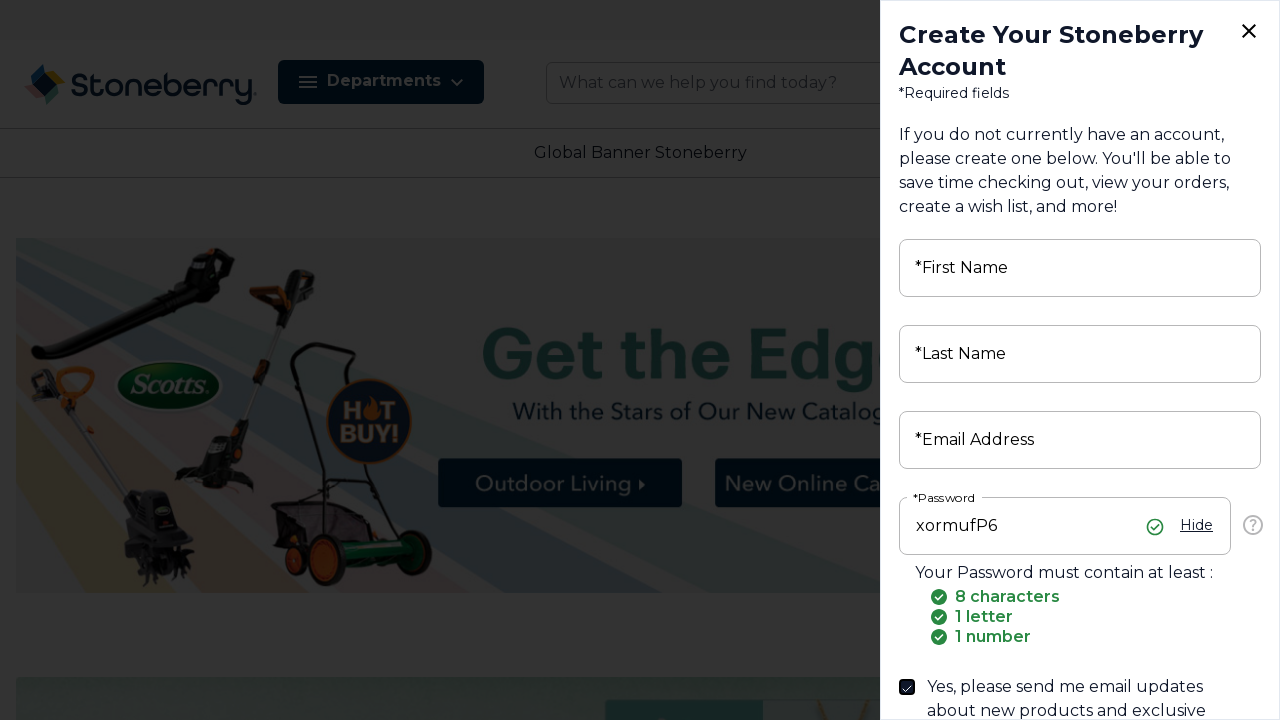 Stoneberry
Departments
What can we help you find today?
Global Banner Stoneberry
Scotts
HOT
BUY!
Get the Edg
With the Stars of Our New Catalog
Outdoor Living
New Online Ca
Create Your Stoneberry
Account
*Required fields
If you do not currently have an account,
please create one below. You'll be able to
save time checking out, view your orders,
create a wish list, and more!
*First Name
*Last Name
*Email Address
*Password
xormufP6
Hide
Your Password must contain at least :
8 characters
1 letter
1 number
Yes, please send me email updates
about new products and exclusive